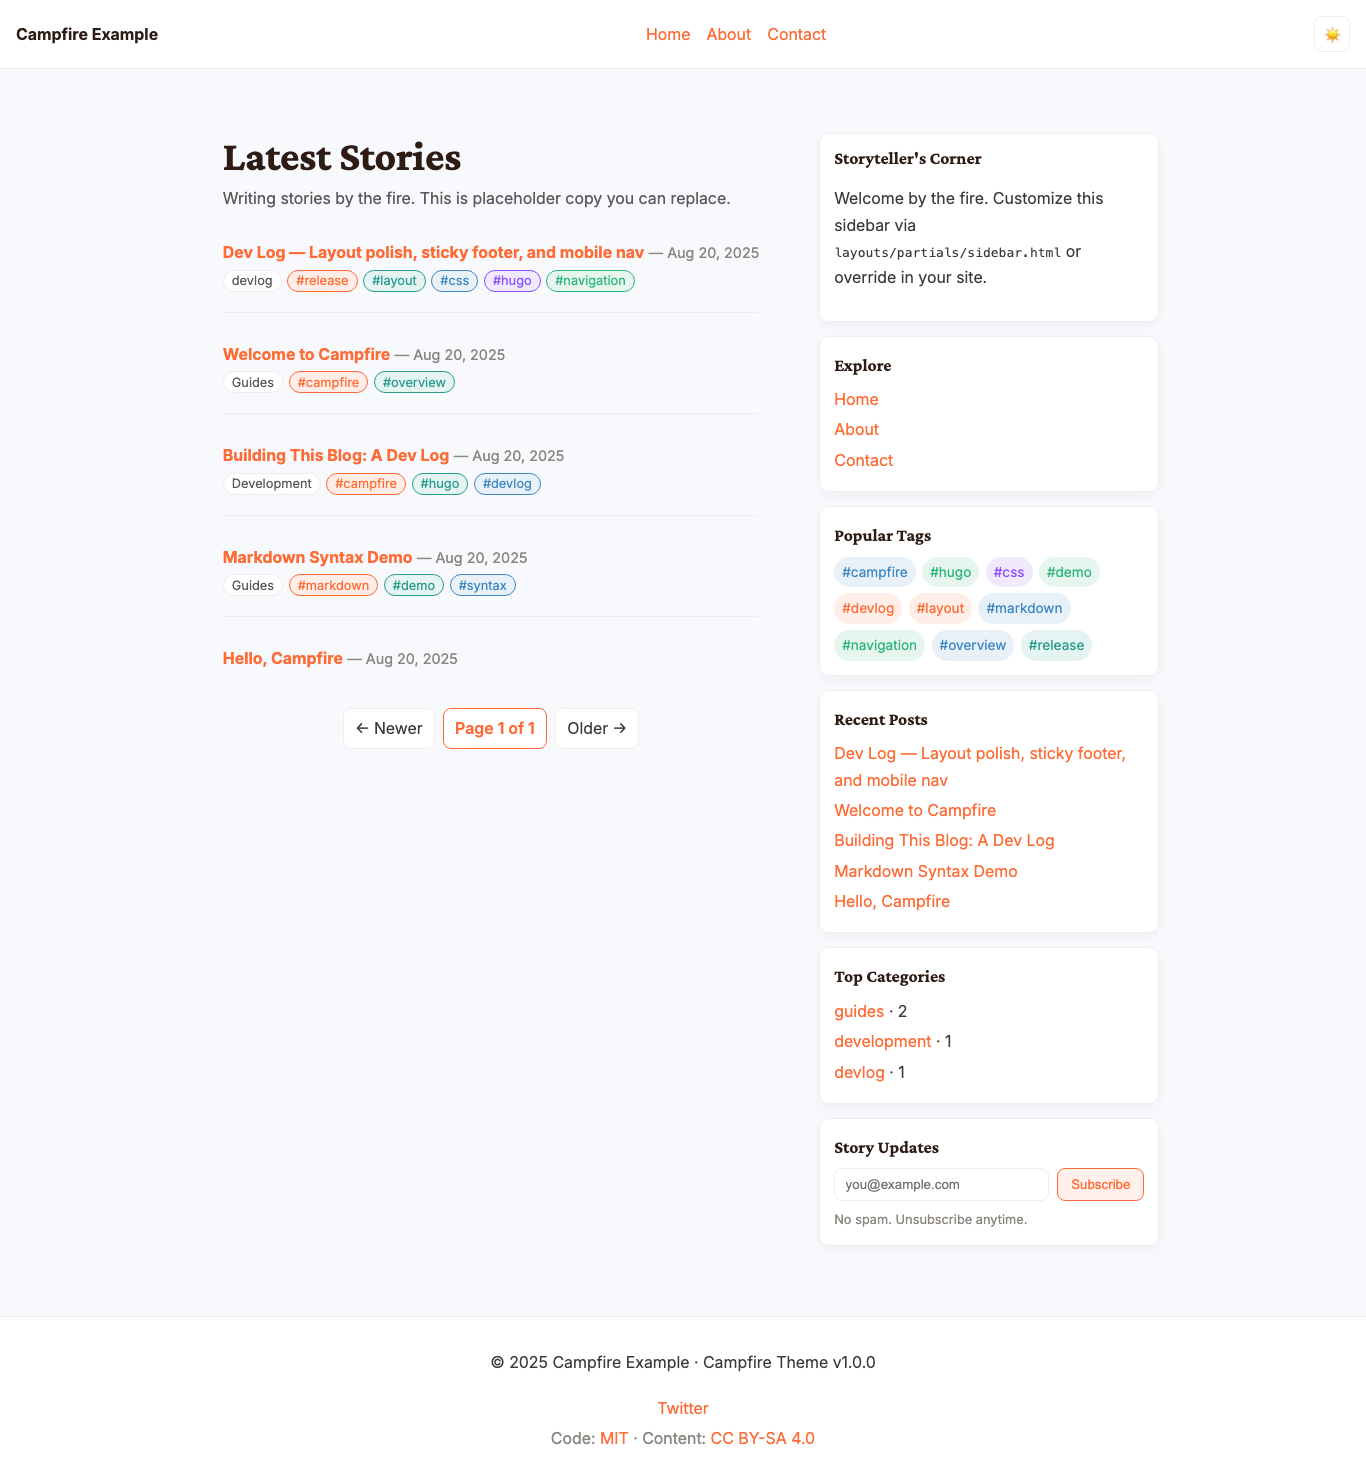 Campfire Example
Home About Contact
Latest Stories
Writing stories by the fire. This is placeholder copy you can replace.
Dev Log — Layout polish, sticky footer, and mobile nav — Aug 20, 2025
devlog #release #layout #css #hugo #navigation
Welcome to Campfire — Aug 20, 2025
Guides #campfire #overview
Building This Blog: A Dev Log — Aug 20, 2025
Development #campfire #hugo #devlog
Markdown Syntax Demo — Aug 20, 2025
Guides #markdown #demo #syntax
Hello, Campfire — Aug 20, 2025
← Newer Page 1 of 1 Older →
Storyteller's Corner
Welcome by the fire. Customize this
sidebar via
layouts/partials/sidebar.html or
override in your site.
Explore
Home
About
Contact
Popular Tags
#campfire #hugo #css #demo
#devlog #layout #markdown
#navigation #overview #release
Recent Posts
Dev Log — Layout polish, sticky footer,
and mobile nav
Welcome to Campfire
Building This Blog: A Dev Log
Markdown Syntax Demo
Hello, Campfire
Top Categories
guides · 2
development · 1
devlog · 1
Story Updates
you@example.com Subscribe
No spam. Unsubscribe anytime.
© 2025 Campfire Example · Campfire Theme v1.0.0
Twitter
Code: MIT · Content: CC BY-SA 4.0